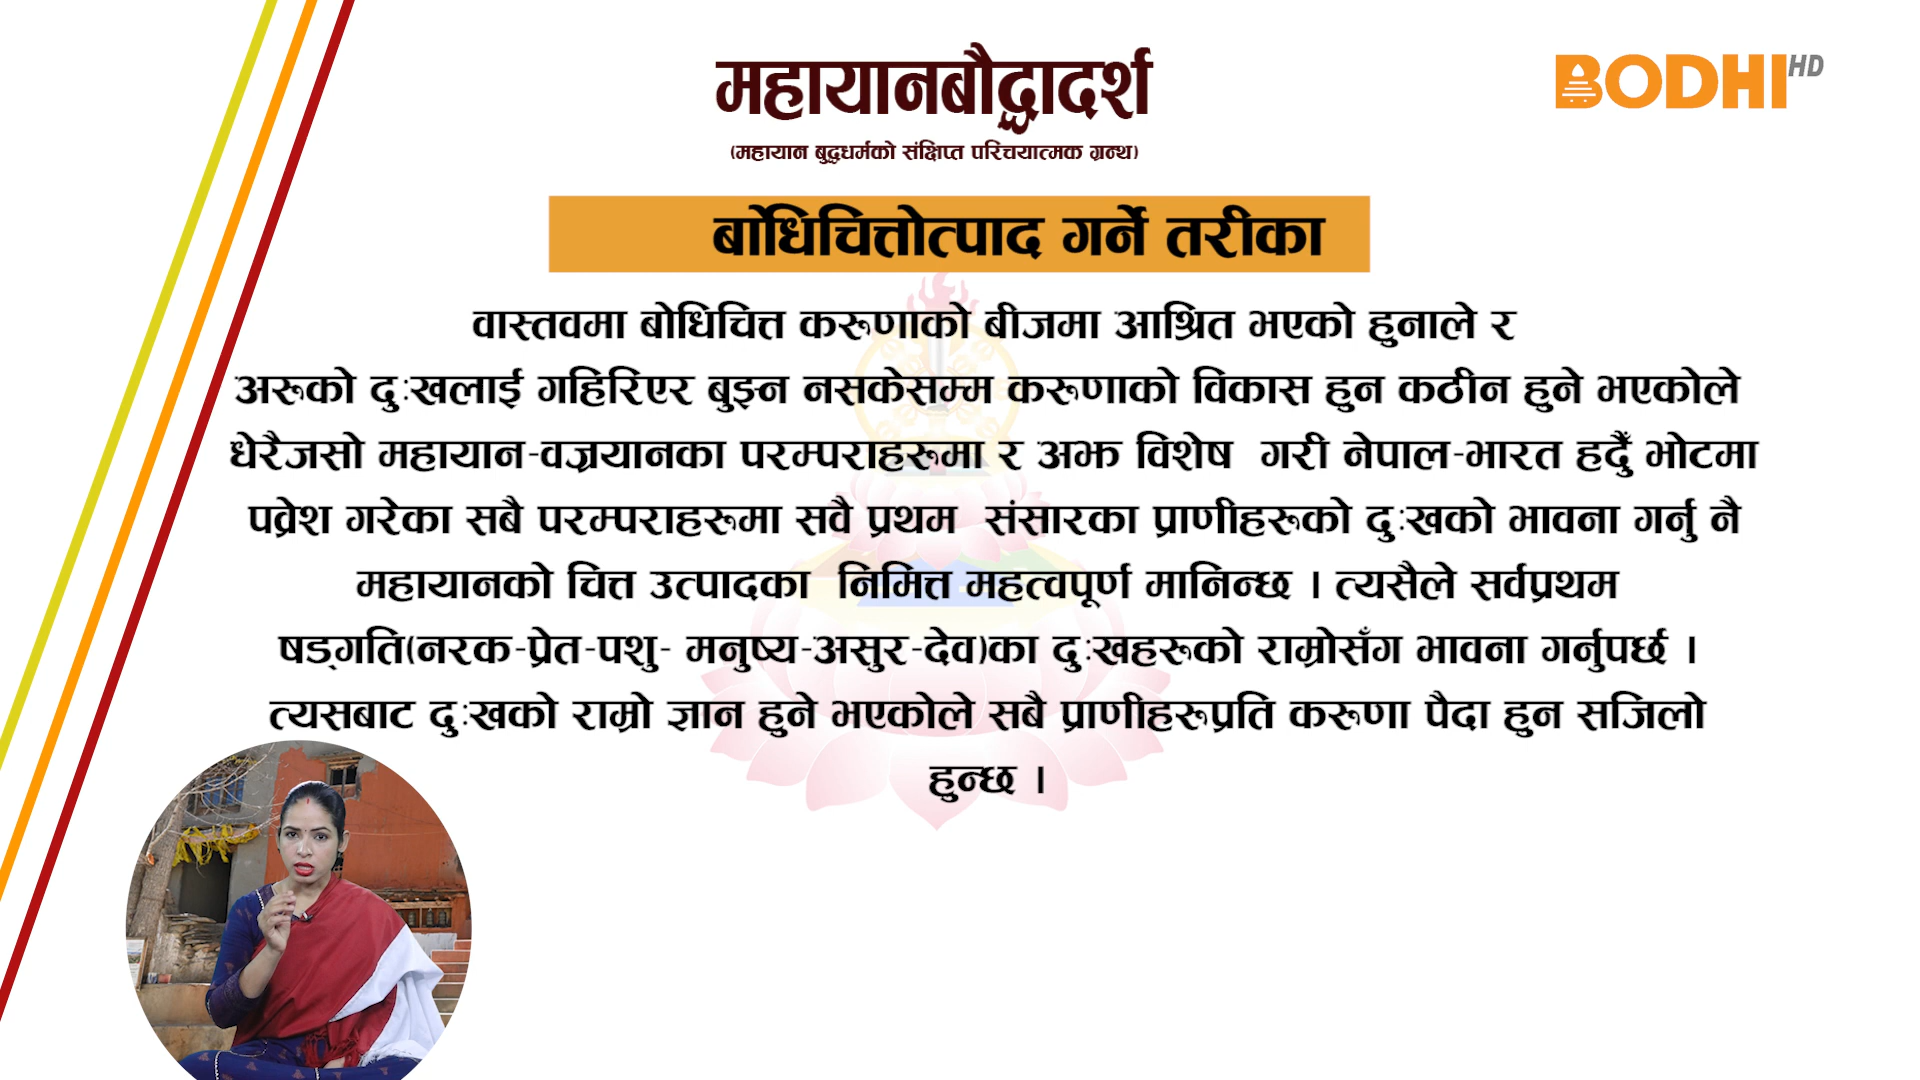 महायानबौद्धादर्श
BODHI HD
(महायान बुद्धधर्मको संक्षिप्त परिचयात्मक ग्रन्थ)
बोधिचित्तोत्पाद गर्ने तरीका
वास्तवमा बोधिचित्त करुणाको बीजमा आश्रित भएको हुनाले र
अरुको दुःखलाई गहिरिएर बुझ्न नसकेसम्म करुणाको विकास हुन कठीन हुने भएकोले
धेरैजसो महायान-वज्रयानका परम्पराहरुमा र अझ विशेष गरी नेपाल-भारत हदैँ भोटमा
पव्रेश गरेका सबै परम्पराहरुमा सवै प्रथम संसारका प्राणीहरुको दुःखको भावना गर्नु नै
महायानको चित्त उत्पादका निमित्त महत्वपूर्ण मानिन्छ । त्यसैले सर्वप्रथम
षड्गति(नरक-प्रेत-पशु- मनुष्य-असुर-देव)का दुःखहरुको राम्रोसँग भावना गर्नुपर्छ ।
त्यसबाट दुःखको राम्रो ज्ञान हुने भएकोले सबै प्राणीहरुप्रति करुणा पैदा हुन सजिलो
हुन्छ ।